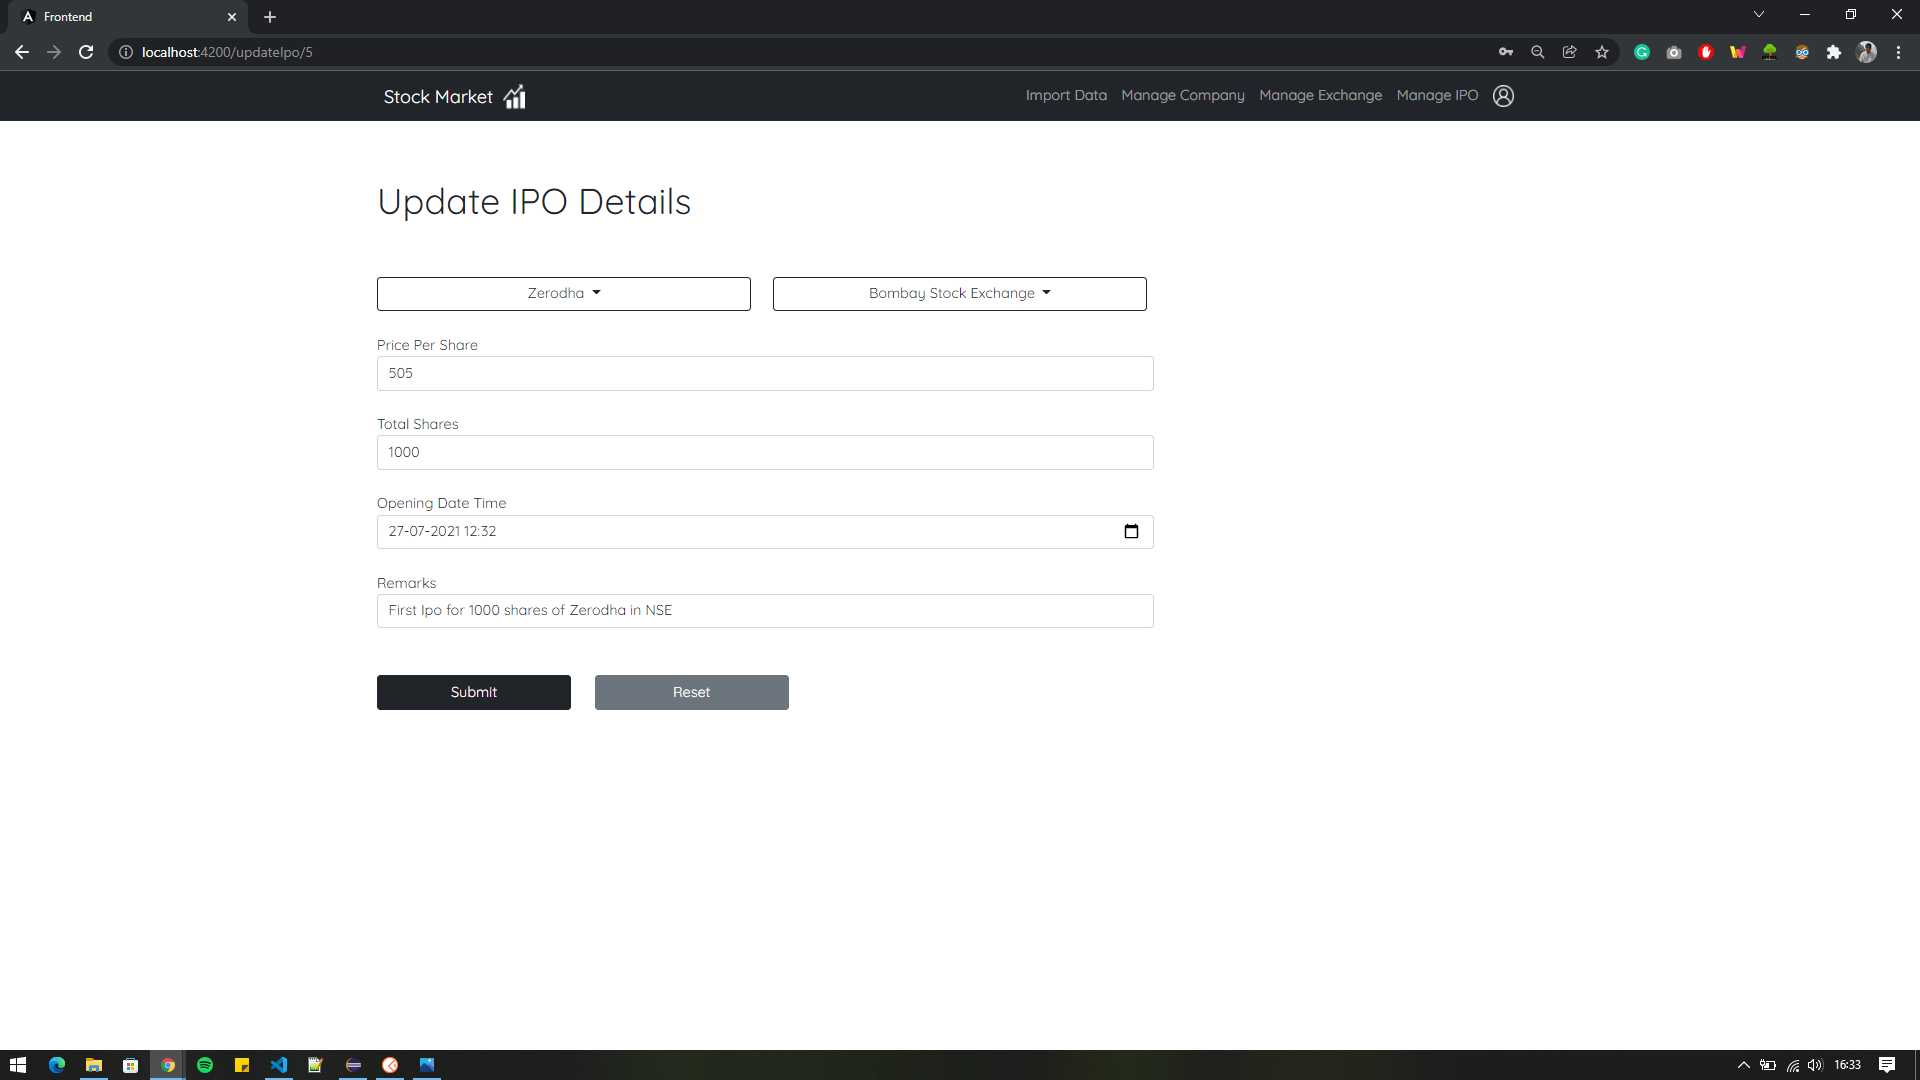 Frontend
localhost:4200/updateIpo/5
Stock Market
Import Data Manage Company Manage Exchange Manage IPO
Update IPO Details
Zerodha Bombay Stock Exchange
Price Per Share
505
Total Shares
1000
Opening Date Time
27-07-2021 12:32
Remarks
First Ipo for 1000 shares of Zerodha in NSE
Submit Reset
16:33